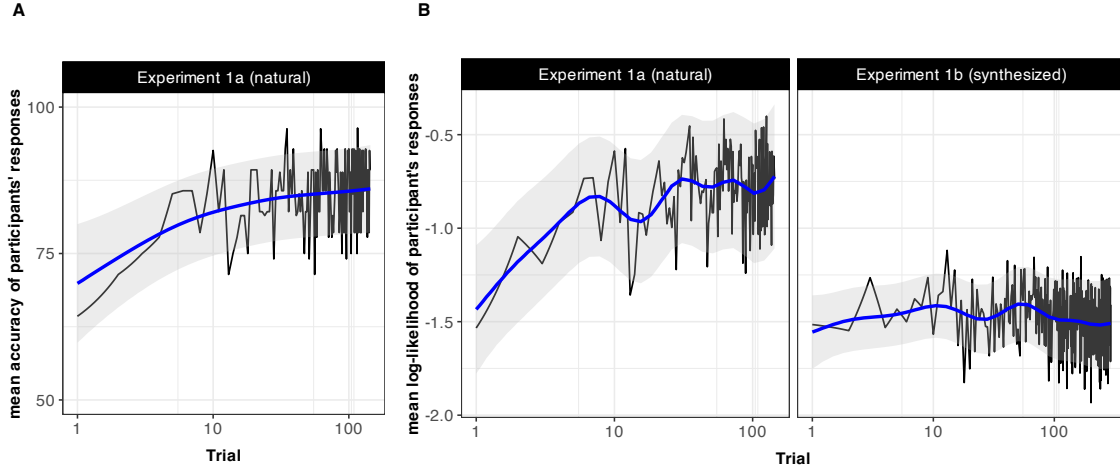 A
B
Experiment 1a (natural)
mean accuracy of participants' responses
100
75
50
1
10
100
Trial
Experiment 1a (natural)
Experiment 1b (synthesized)
mean log-likelihood of participant's responses
-0.5
-1.0
-1.5
-2.0
1
10
100
1
10
100
Trial